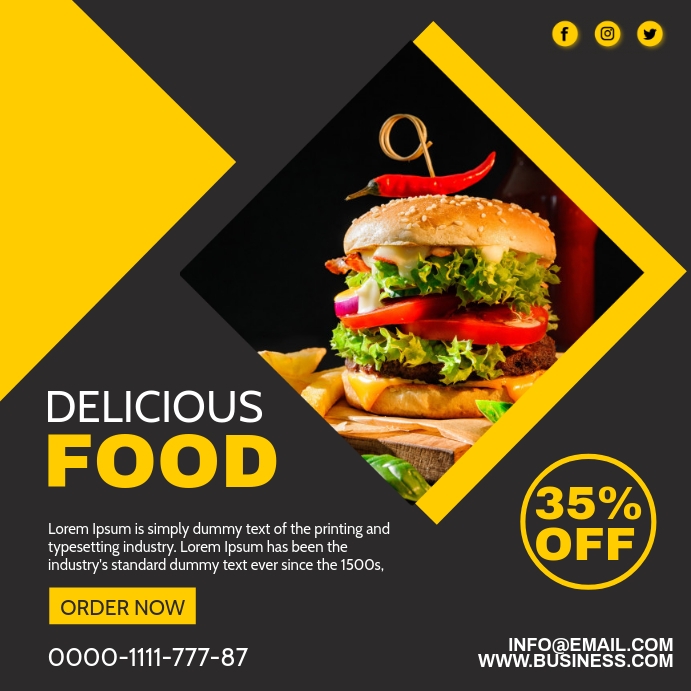 DELICIOUS
FOOD
Lorem Ipsum is simply dummy text of the printing and
typesetting industry. Lorem Ipsum has been the
industry's standard dummy text ever since the 1500s,
ORDER NOW
0000-1111-777-87
35%
OFF
INFO@EMAIL.COM
WWW.BUSINESS.COM